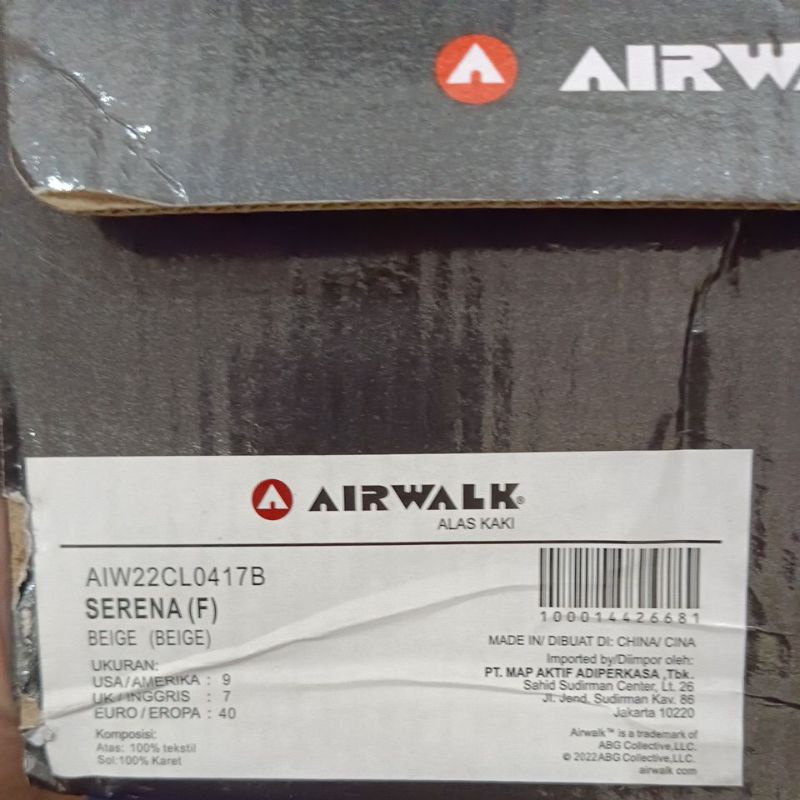 AIRWA
AIRWALK®
ALAS KAKI
AIW22CL0417B
SERENA (F)
BEIGE (BEIGE)
UKURAN:
USA/AMERIKA : 9
UK/INGGRIS : 7
EURO/EROPA : 40
Komposisi:
Atas: 100% tekstil
Sol:100% Karet
100014426681
MADE IN/ DIBUAT DI: CHINA/ CINA
Imported by/Diimpor oleh:
PT. MAP AKTIF ADIPERKASA ,Tbk.
Sahid Sudirman Center, Lt. 26
Jl. Jend, Sudirman Kav. 86
Jakarta 10220
Airwalk™ is a trademark of
ABG Collective,LLC.
© 2022 ABG Collective,LLC.
airwalk com